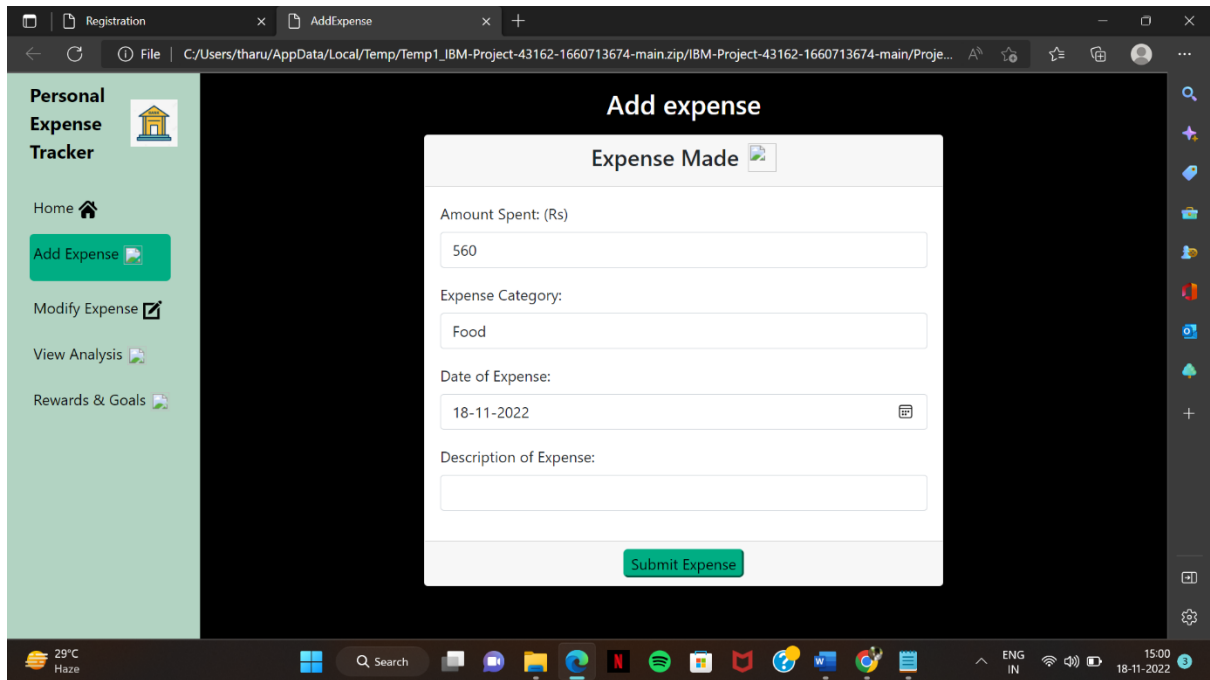 Registration
AddExpense
File
C:/Users/tharu/AppData/Local/Temp/Temp1_IBM-Project-43162-1660713674-main.zip/IBM-Project-43162-1660713674-main/Proje...
Personal
Expense
Tracker
Home
Add Expense
Modify Expense
View Analysis
Rewards & Goals
Add expense
Expense Made
Amount Spent: (Rs)
560
Expense Category:
Food
Date of Expense:
18-11-2022
Description of Expense:
Submit Expense
29°C
Haze
Search
ENG
IN
15:00
18-11-2022
3